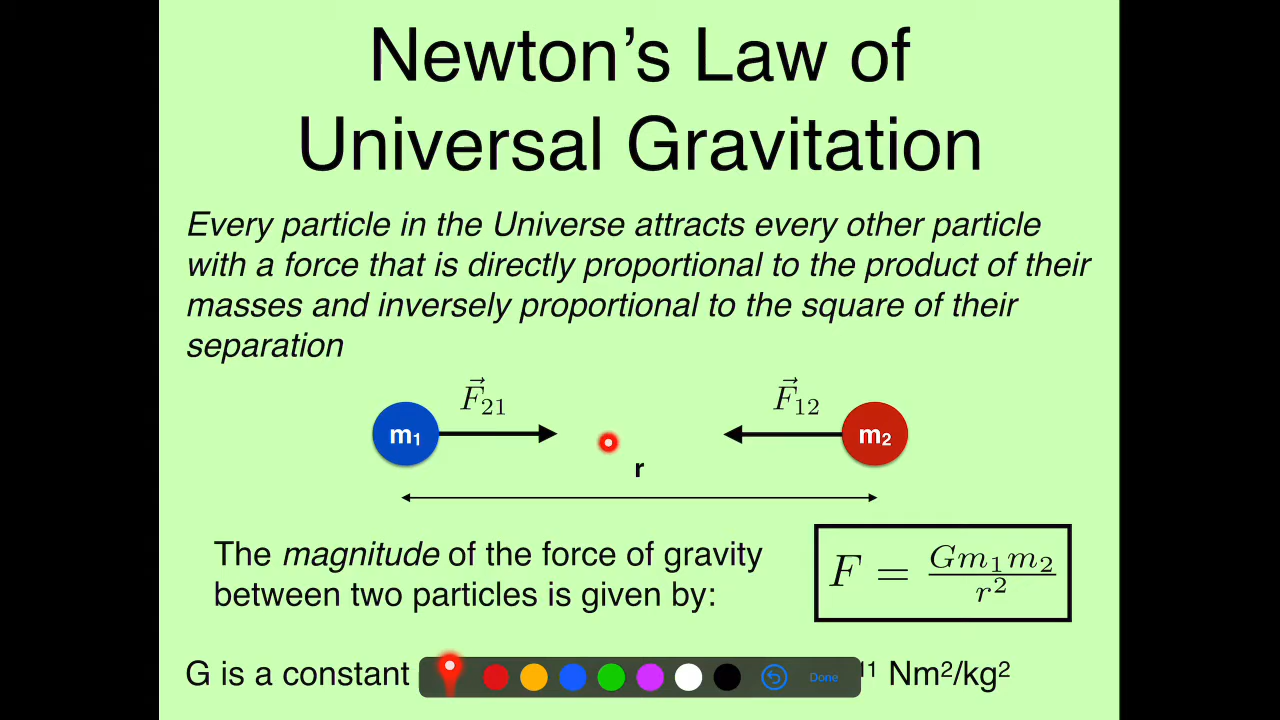 Newton's Law of
Universal Gravitation
Every particle in the Universe attracts every other particle
with a force that is directly proportional to the product of their
masses and inversely proportional to the square of their
separation
F⃗₂₁ F⃗₁₂
m₁ m₂
r
The magnitude of the force of gravity
between two particles is given by:
F = Gm₁m₂/r²
G is a constant ¹¹ Nm²/kg²
Done